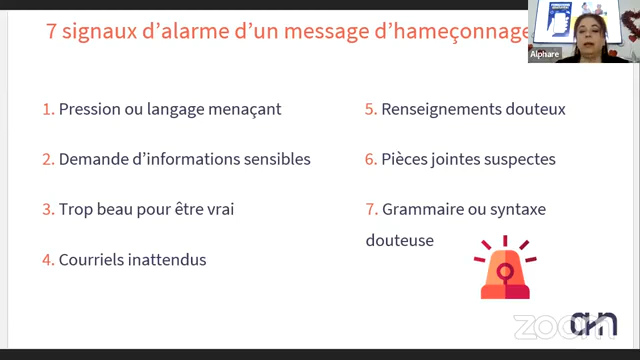 7 signaux d'alarme d'un message d'hameçonnage
Alphare
1. Pression ou langage menaçant
2. Demande d'informations sensibles
3. Trop beau pour être vrai
4. Courriels inattendus
5. Renseignements douteux
6. Pièces jointes suspectes
7. Grammaire ou syntaxe
douteuse
zoom